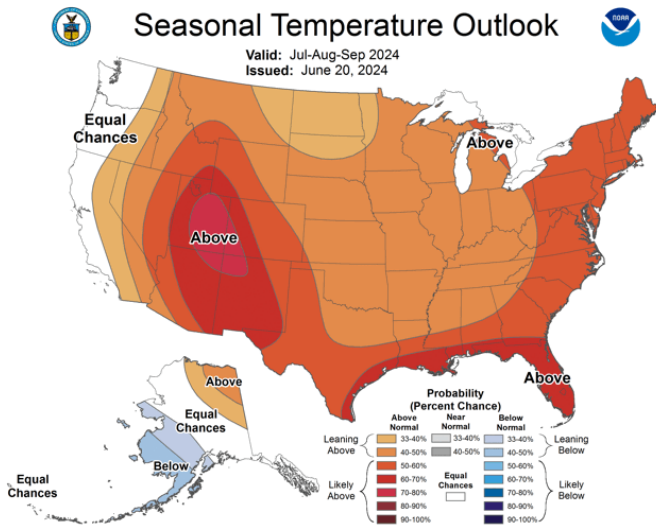 Seasonal Temperature Outlook
NOAA
Valid: Jul-Aug-Sep 2024
Issued: June 20, 2024
Equal
Chances
Above
Above
Above
Above
Equal
Chances
Below
Equal
Chances
Probability
(Percent Chance)
Above
Normal
Near
Normal
Below
Normal
Leaning
Above
33-40%
33-40%
33-40%
Leaning
Below
40-50%
40-50%
40-50%
Likely
Above
50-60%
Equal
Chances
50-60%
Likely
Below
60-70%
60-70%
70-80%
70-80%
80-90%
80-90%
90-100%
90-100%